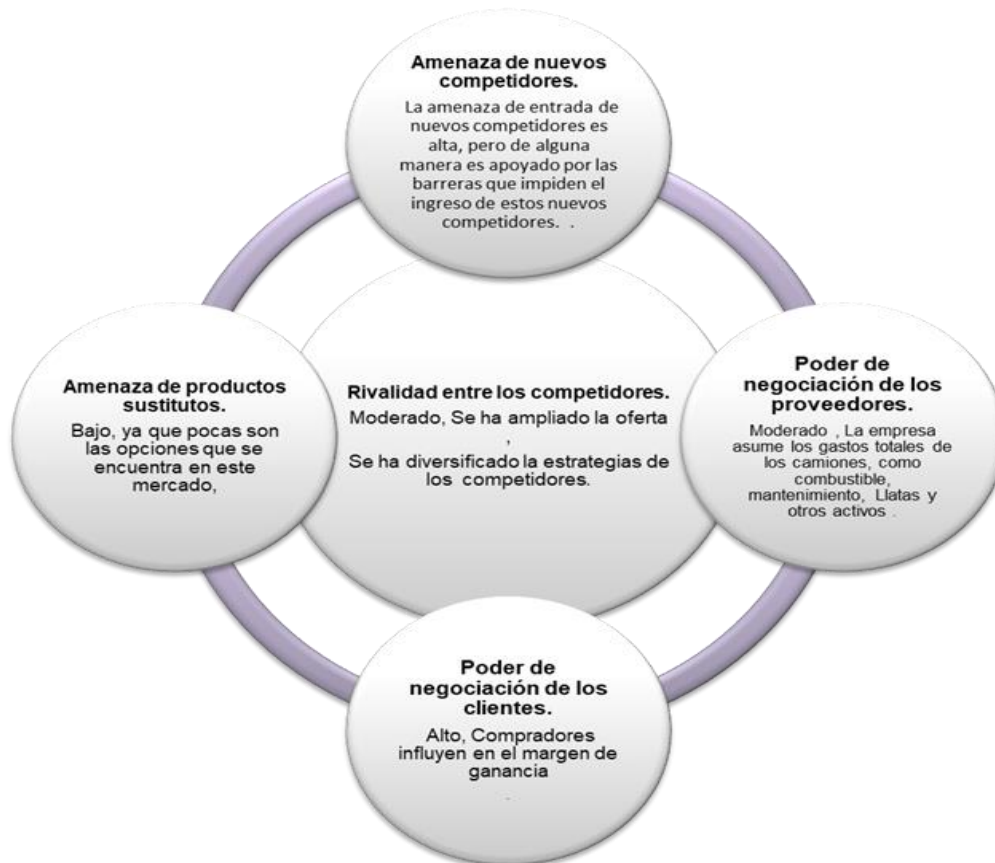 Amenaza de nuevos
competidores.
La amenaza de entrada de
nuevos competidores es
alta, pero de alguna
manera es apoyado por las
barreras que impiden el
ingreso de estos nuevos
competidores. .
Amenaza de productos
sustitutos.
Bajo, ya que pocas son
las opciones que se
encuentra en este
mercado,
Rivalidad entre los competidores.
Moderado, Se ha ampliado la oferta
,
Se ha diversificado la estrategias de
los competidores.
Poder de
negociación de los
proveedores.
Moderado , La empresa
asume los gastos totales de
los camiones, como
combustible,
mantenimiento, Llatas y
otros activos .
Poder de
negociación de los
clientes.
Alto, Compradores
influyen en el margen de
ganancia
.